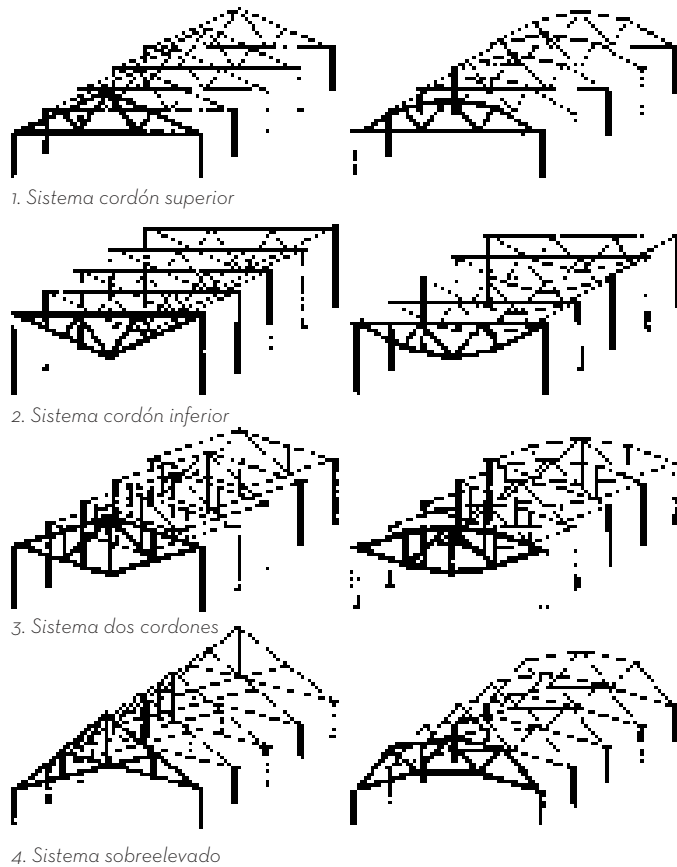 1. Sistema cordón superior
2. Sistema cordón inferior
3. Sistema dos cordones
4. Sistema sobreelevado